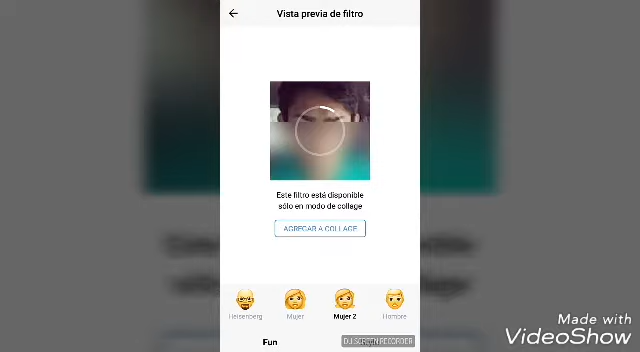 Vista previa de filtro
Este filtro está disponible
sólo en modo de collage
AGREGAR A COLLAGE
Heisenberg
Mujer
Mujer 2
Hombre
Fun
DU SCREEN RECORDER
Made with
VideoShow